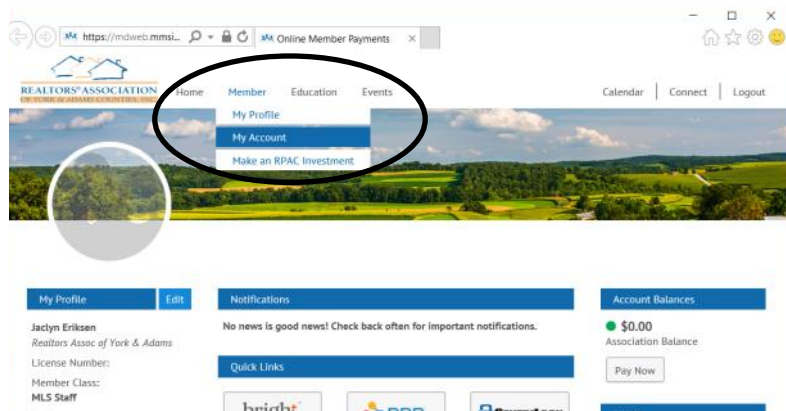 https://mdweb.mmsi... Online Member Payments
REALTORS® ASSOCIATION
OF YORK & ADAMS COUNTIES, INC.
Home Member Education Events Calendar Connect Logout
My Profile
My Account
Make an RPAC Investment
My Profile Edit Notifications Account Balances
Jaclyn Eriksen No news is good news! Check back often for important notifications. $0.00
Realtors Assoc of York & Adams Association Balance
License Number: Quick Links Pay Now
Member Class:
MLS Staff
bright